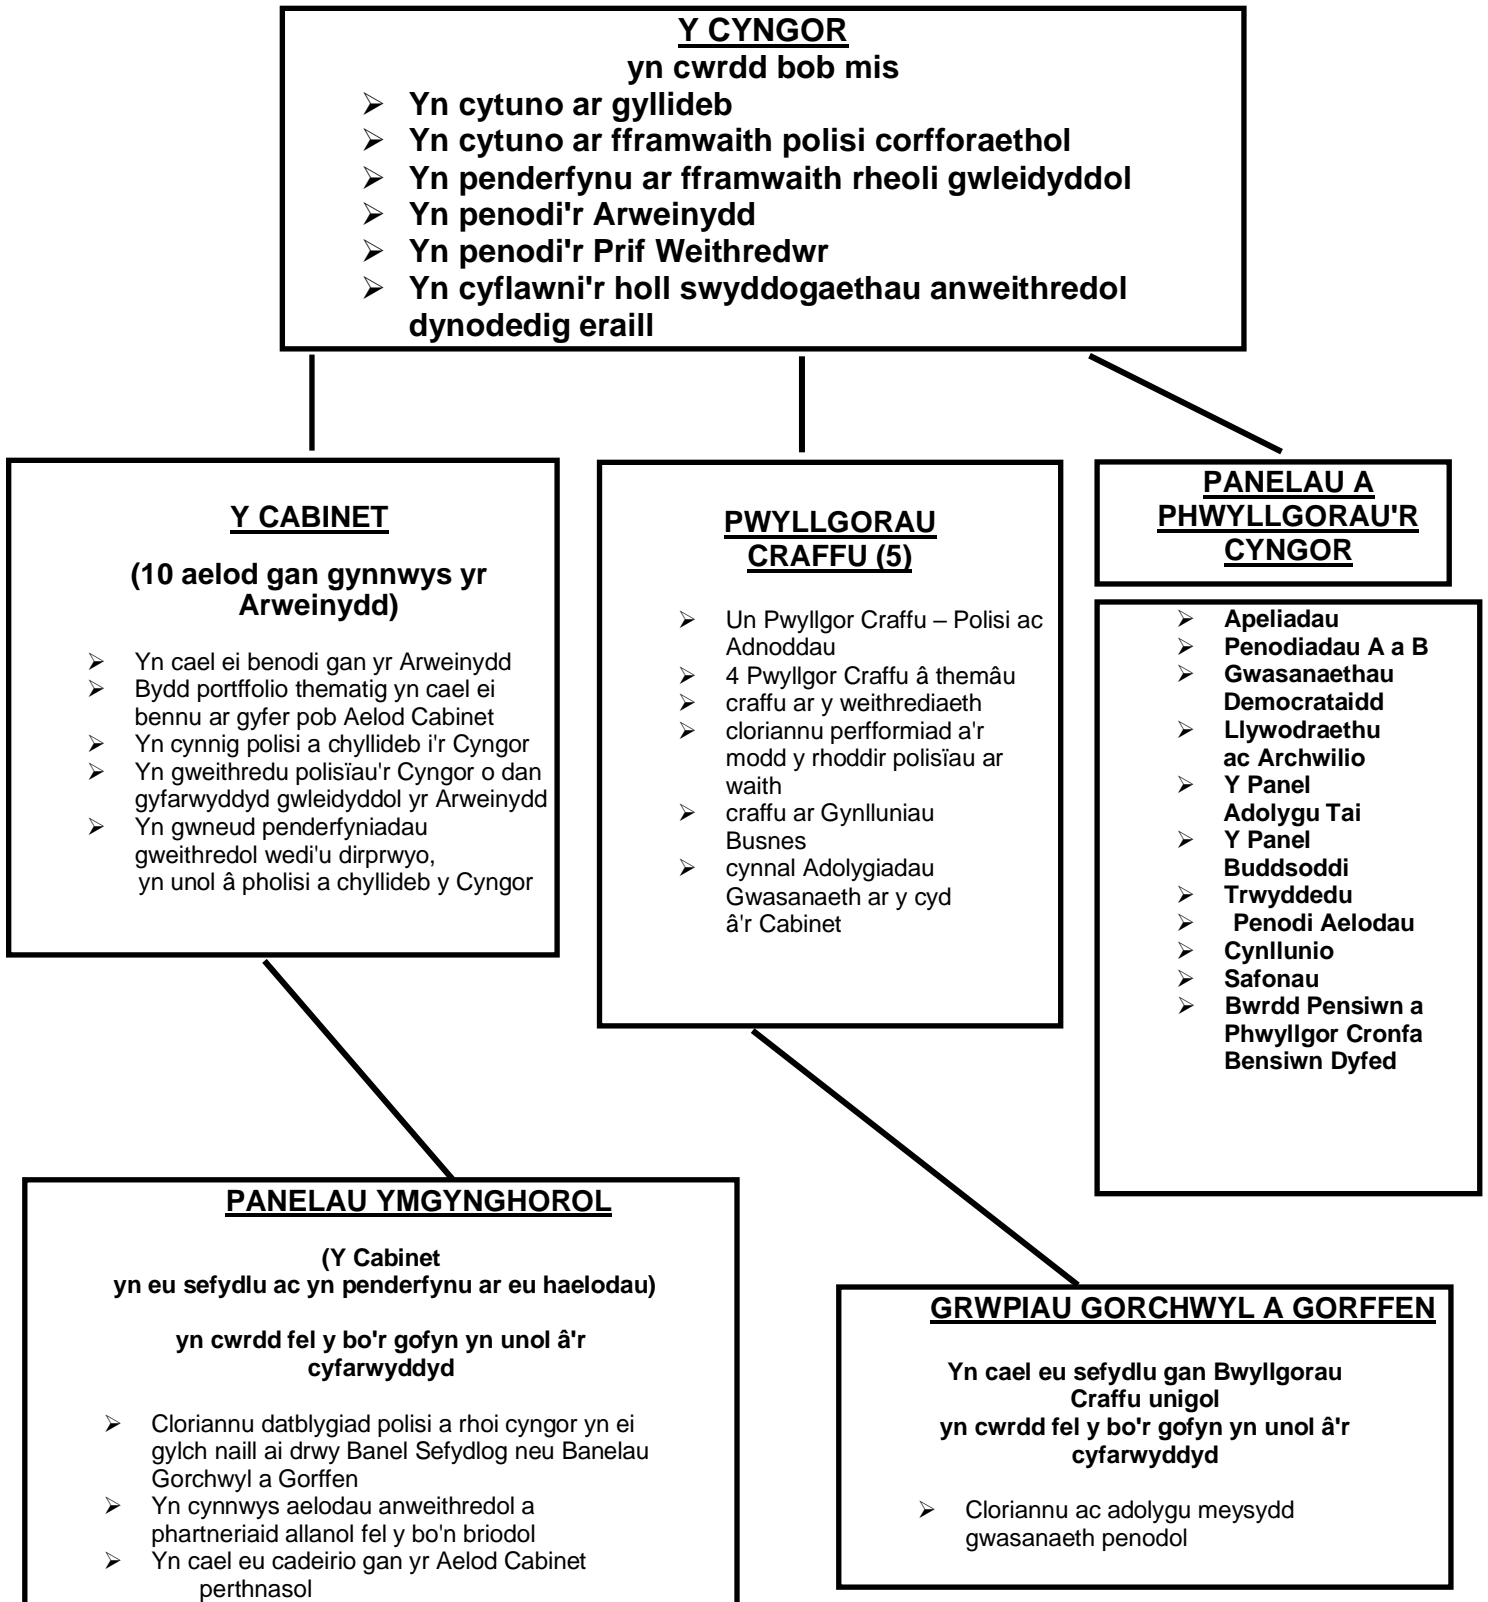 Y CYNGOR
yn cwrdd bob mis
➢ Yn cytuno ar gyllideb
➢ Yn cytuno ar fframwaith polisi corfforaethol
➢ Yn penderfynu ar fframwaith rheoli gwleidyddol
➢ Yn penodi'r Arweinydd
➢ Yn penodi'r Prif Weithredwr
➢ Yn cyflawni'r holl swyddogaethau anweithredol
dynodedig eraill
Y CABINET
(10 aelod gan gynnwys yr
Arweinydd)
➢ Yn cael ei benodi gan yr Arweinydd
➢ Bydd portffolio thematig yn cael ei
bennu ar gyfer pob Aelod Cabinet
➢ Yn cynnig polisi a chyllideb i'r Cyngor
➢ Yn gweithredu polisïau'r Cyngor o dan
gyfarwyddyd gwleidyddol yr Arweinydd
➢ Yn gwneud penderfyniadau
gweithredol wedi'u dirprwyo,
yn unol â pholisi a chyllideb y Cyngor
PWYLLGORAU
CRAFFU (5)
➢ Un Pwyllgor Craffu – Polisi ac
Adnoddau
➢ 4 Pwyllgor Craffu â themâu
➢ craffu ar y weithrediaeth
➢ cloriannu perfformiad a'r
modd y rhoddir polisïau ar
waith
➢ craffu ar Gynlluniau
Busnes
➢ cynnal Adolygiadau
Gwasanaeth ar y cyd
â'r Cabinet
PANELAU A
PHWYLLGORAU'R
CYNGOR
➢ Apeliadau
➢ Penodiadau A a B
➢ Gwasanaethau
Democrataidd
➢ Llywodraethu
ac Archwilio
➢ Y Panel
Adolygu Tai
➢ Y Panel
Buddsoddi
➢ Trwyddedu
➢ Penodi Aelodau
➢ Cynllunio
➢ Safonau
➢ Bwrdd Pensiwn a
Phwyllgor Cronfa
Bensiwn Dyfed
PANELAU YMGYNGHOROL
(Y Cabinet
yn eu sefydlu ac yn penderfynu ar eu haelodau)
yn cwrdd fel y bo'r gofyn yn unol â'r
cyfarwyddyd
➢ Cloriannu datblygiad polisi a rhoi cyngor yn ei
gylch naill ai drwy Banel Sefydlog neu Banelau
Gorchwyl a Gorffen
➢ Yn cynnwys aelodau anweithredol a
phartneriaid allanol fel y bo'n briodol
➢ Yn cael eu cadeirio gan yr Aelod Cabinet
perthnasol
GRWPIAU GORCHWYL A GORFFEN
Yn cael eu sefydlu gan Bwyllgorau
Craffu unigol
yn cwrdd fel y bo'r gofyn yn unol â'r
cyfarwyddyd
➢ Cloriannu ac adolygu meysydd
gwasanaeth penodol